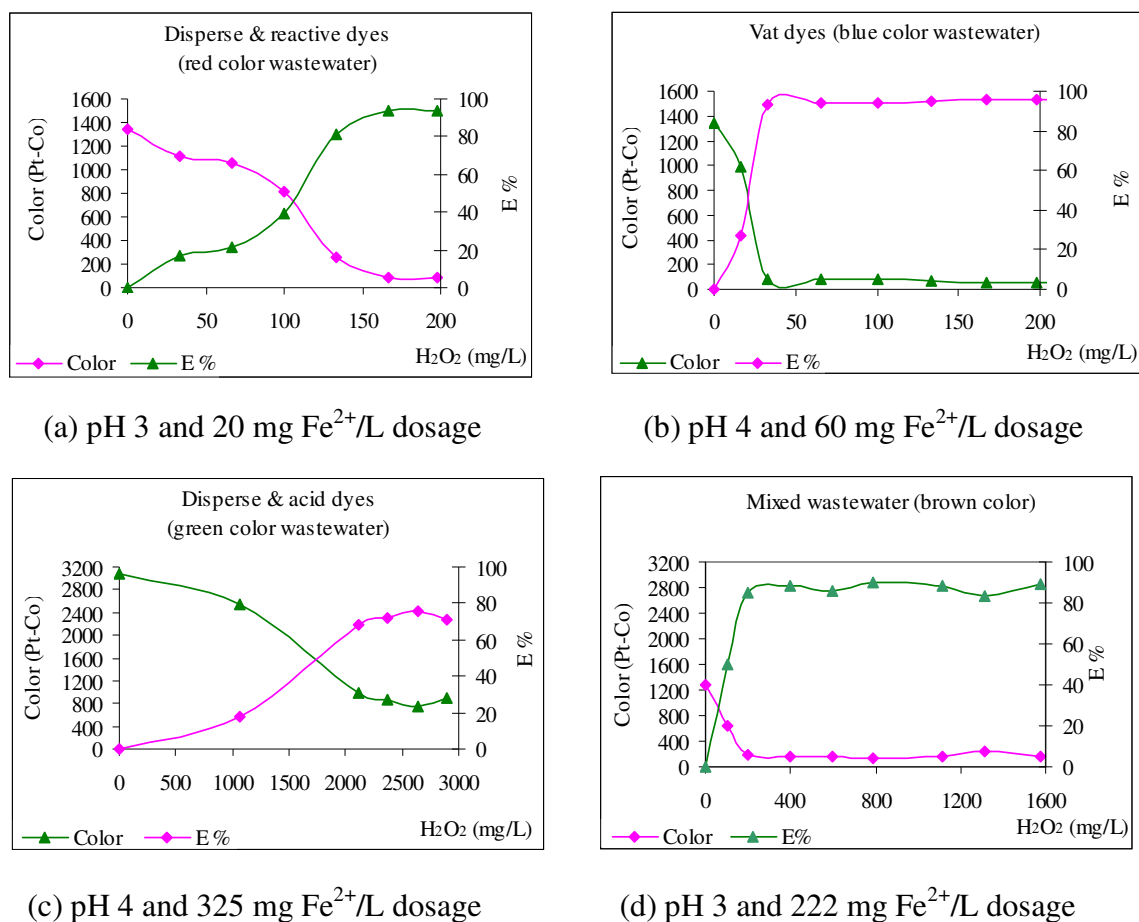 Disperse & reactive dyes
(red color wastewater)
1600
1400
1200
1000
800
600
400
200
0
Color (Pt-Co)
100
80
60
40
20
0
E %
0 50 100 150 200
H2O2 (mg/L)
Color E %
(a) pH 3 and 20 mg Fe²⁺/L dosage
Vat dyes (blue color wastewater)
1600
1400
1200
1000
800
600
400
200
0
Color (Pt-Co)
100
80
60
40
20
0
E %
0 50 100 150 200
H2O2 (mg/L)
Color E %
(b) pH 4 and 60 mg Fe²⁺/L dosage
Disperse & acid dyes
(green color wastewater)
3200
2800
2400
2000
1600
1200
800
400
0
Color (Pt-Co)
100
80
60
40
20
0
E %
0 500 1000 1500 2000 2500 3000
H2O2 (mg/L)
Color E %
(c) pH 4 and 325 mg Fe²⁺/L dosage
Mixed wastewater (brown color)
3200
2800
2400
2000
1600
1200
800
400
0
Color (Pt-Co)
100
80
60
40
20
0
E %
0 400 800 1200 1600
H2O2 (mg/L)
Color E%
(d) pH 3 and 222 mg Fe²⁺/L dosage